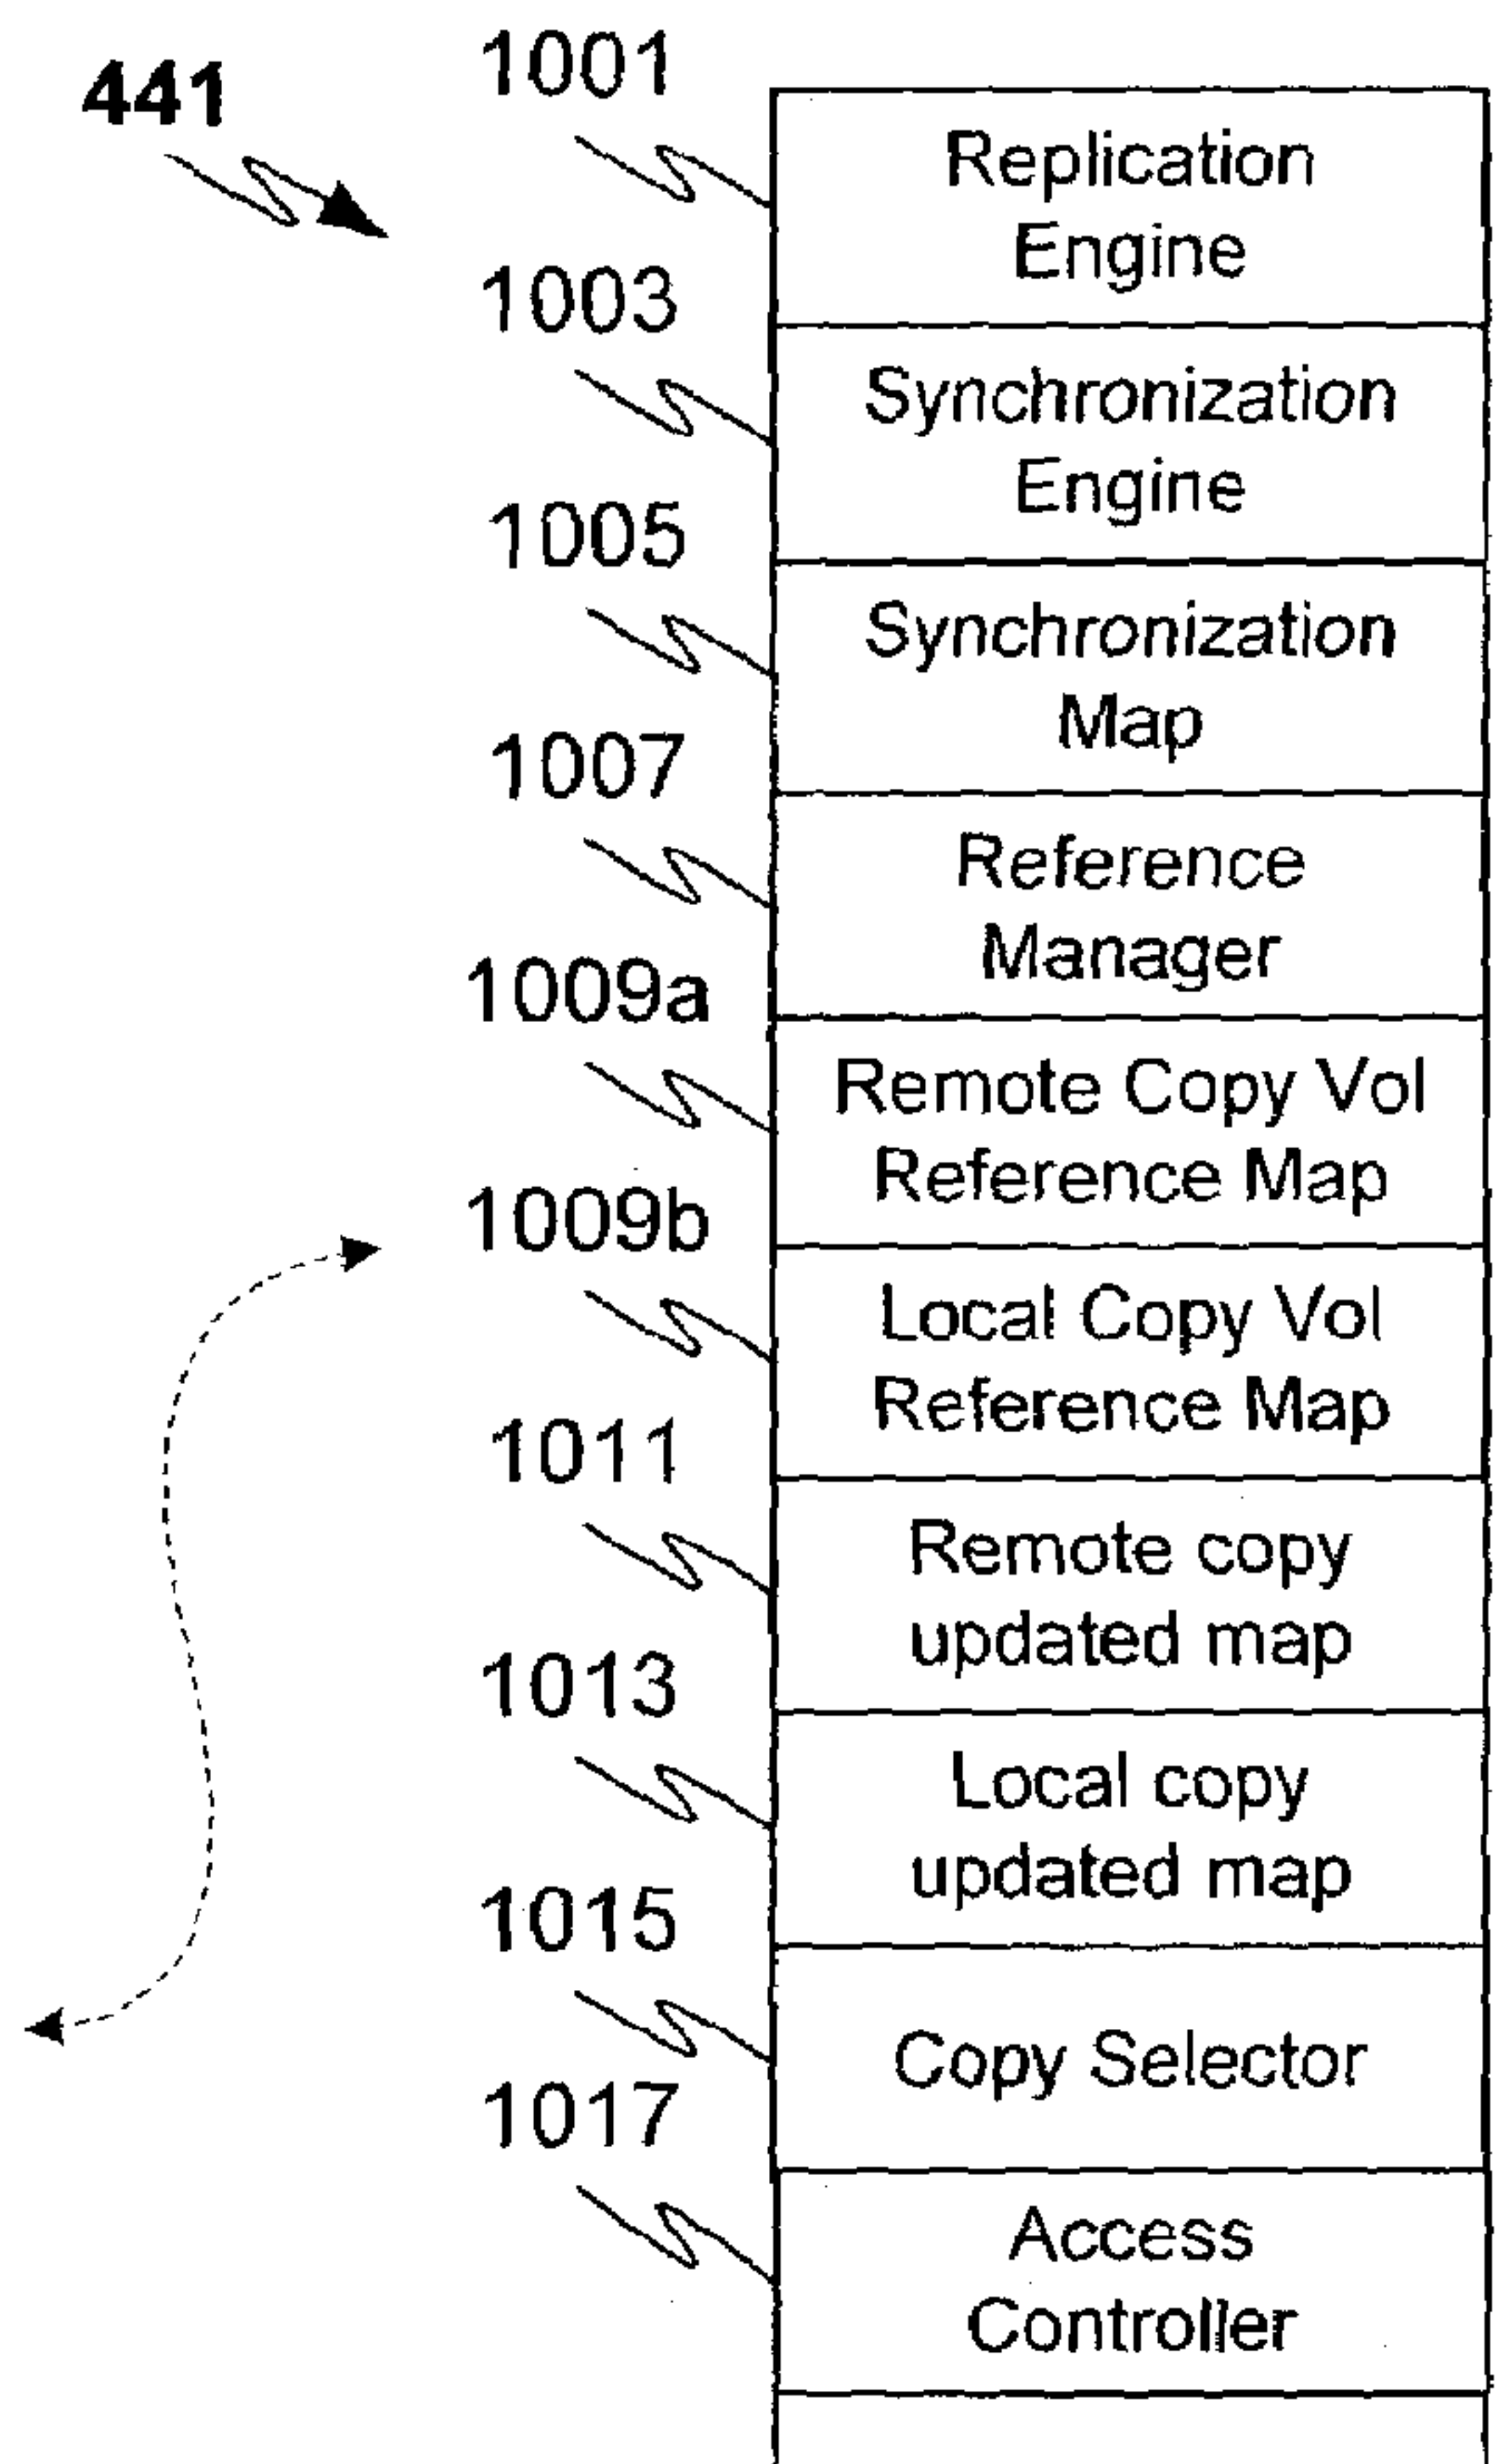 441
1001
Replication
Engine
1003
Synchronization
Engine
1005
Synchronization
Map
1007
Reference
Manager
1009a
Remote Copy Vol
Reference Map
1009b
Local Copy Vol
Reference Map
1011
Remote copy
updated map
1013
Local copy
updated map
1015
Copy Selector
1017
Access
Controller